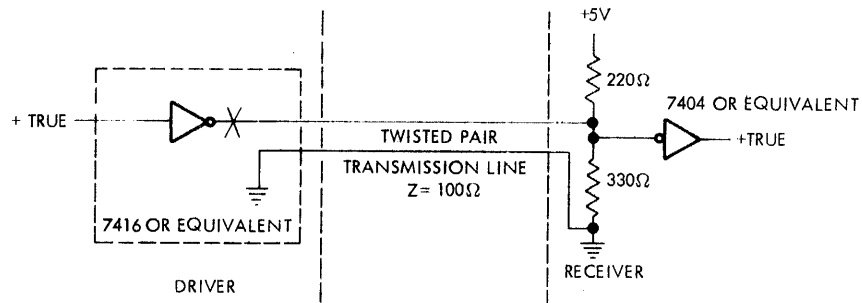 +5V
220Ω
7404 OR EQUIVALENT
+ TRUE
+TRUE
TWISTED PAIR
TRANSMISSION LINE
Z= 100Ω
330Ω
7416 OR EQUIVALENT
RECEIVER
DRIVER